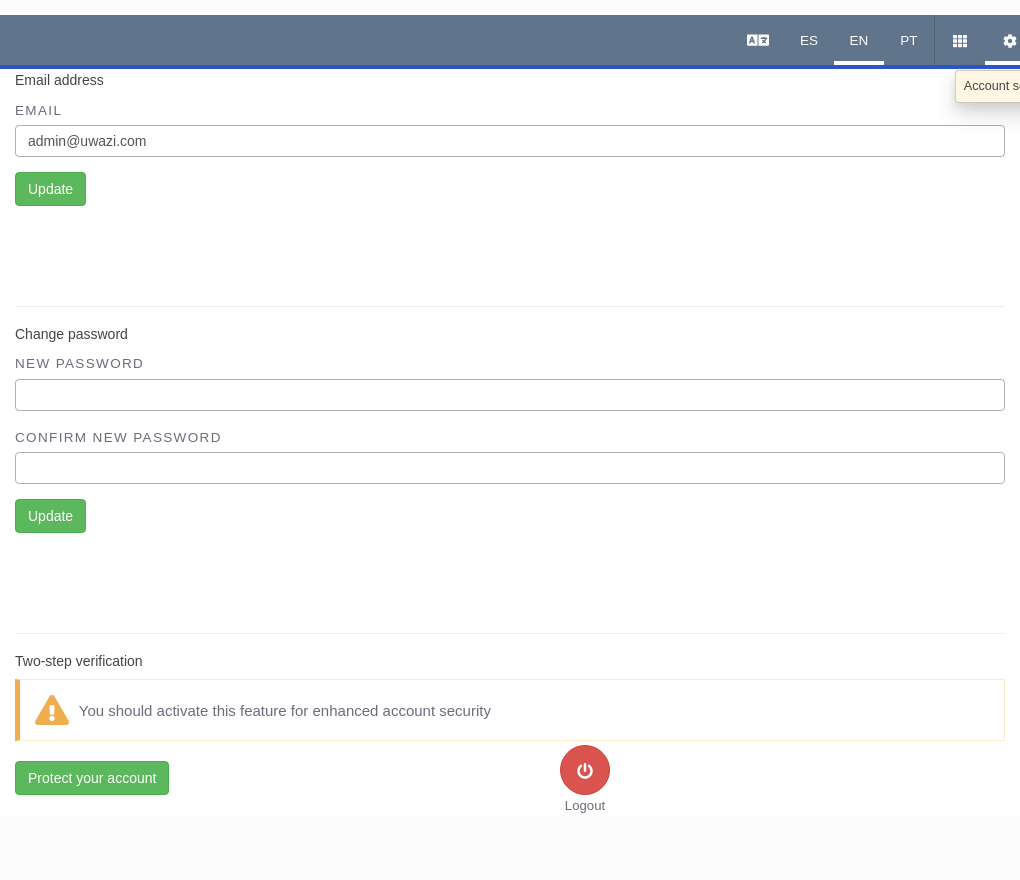 ES EN PT
Account s
Email address
EMAIL
admin@uwazi.com
Update
Change password
NEW PASSWORD
CONFIRM NEW PASSWORD
Update
Two-step verification
You should activate this feature for enhanced account security
Protect your account
Logout